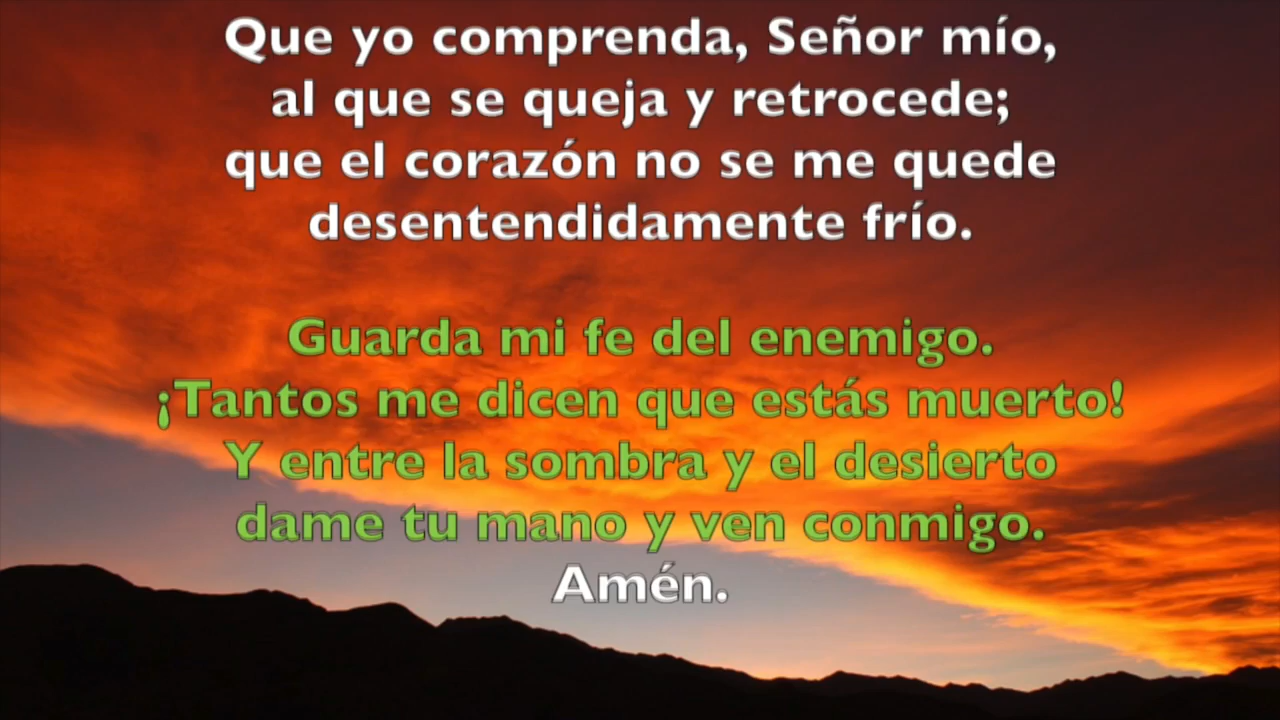 Que yo comprenda, Señor mío,
al que se queja y retrocede;
que el corazón no se me quede
desentendidamente frío.
Guarda mi fe del enemigo.
¡Tantos me dicen que estás muerto!
Y entre la sombra y el desierto
dame tu mano y ven conmigo.
Amén.